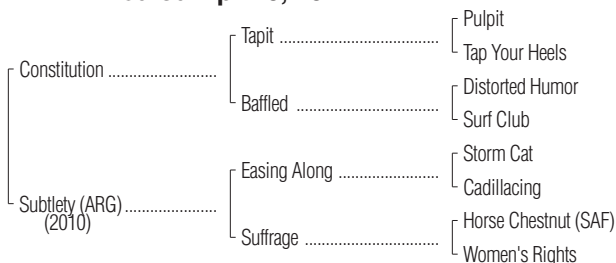 Pulpit
Tapit
Tap Your Heels
Constitution
Distorted Humor
Baffled
Surf Club
Storm Cat
Easing Along
Cadillacing
Subtlety (ARG)
(2010)
Horse Chestnut (SAF)
Suffrage
Women's Rights